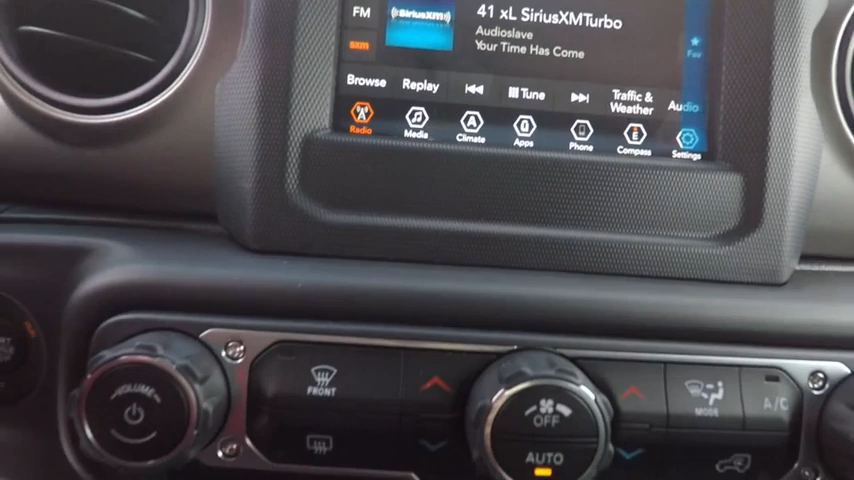 FM
((SiriusXM))
41 xL SiriusXMTurbo
Audioslave
Your Time Has Come
sxm
Fav
Browse
Replay
Tune
Traffic &
Weather
Audio
Radio
Media
A
Climate
Apps
Phone
E
Compass
Settings
VOLUME
FRONT
OFF
AUTO
MODE
A/C